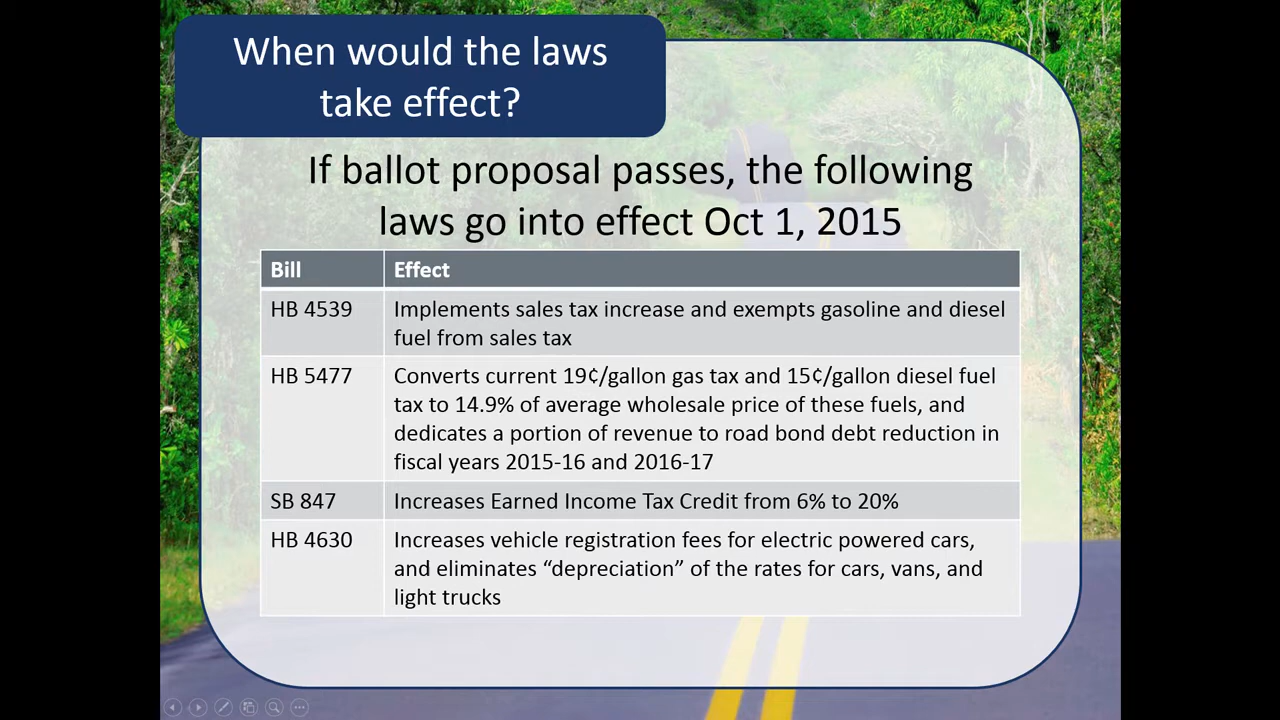 When would the laws
take effect?
If ballot proposal passes, the following
laws go into effect Oct 1, 2015
Bill
Effect
HB 4539
Implements sales tax increase and exempts gasoline and diesel
fuel from sales tax
HB 5477
Converts current 19¢/gallon gas tax and 15¢/gallon diesel fuel
tax to 14.9% of average wholesale price of these fuels, and
dedicates a portion of revenue to road bond debt reduction in
fiscal years 2015-16 and 2016-17
SB 847
Increases Earned Income Tax Credit from 6% to 20%
HB 4630
Increases vehicle registration fees for electric powered cars,
and eliminates “depreciation” of the rates for cars, vans, and
light trucks